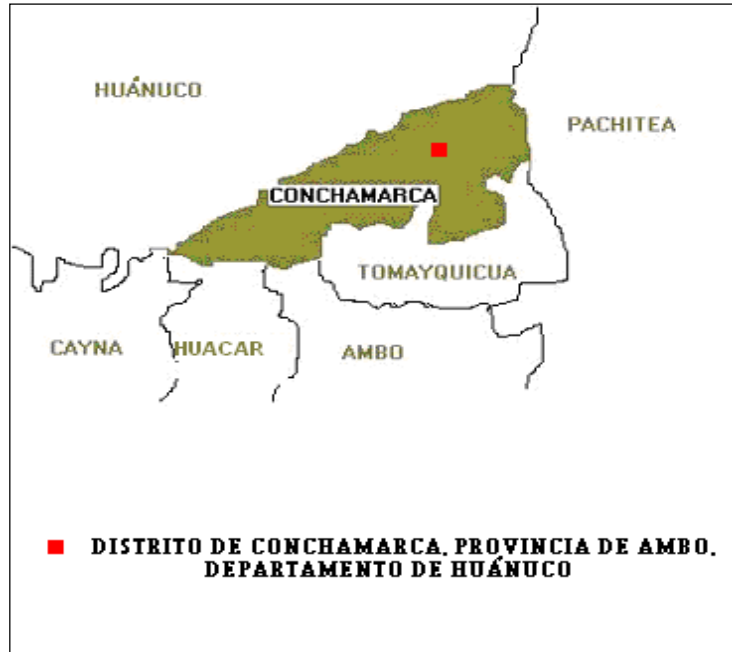 HUÁNUCO
PACHITEA
CONCHAMARCA
TOMAYQUICUA
CAYNA
HUACAR
AMBO
DISTRITO DE CONCHAMARCA, PROVINCIA DE AMBO,
DEPARTAMENTO DE HUÁNUCO